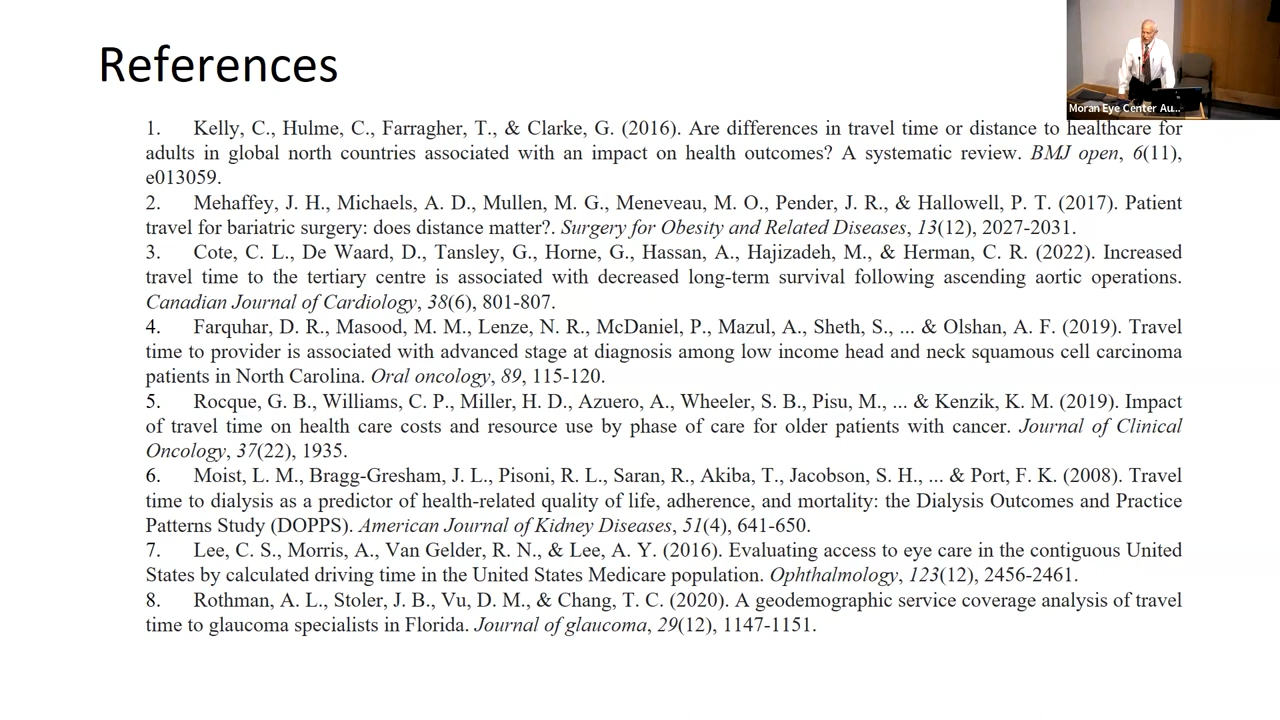 References
Moran Eye Center Au...
1. Kelly, C., Hulme, C., Farragher, T., & Clarke, G. (2016). Are differences in travel time or distance to healthcare for
adults in global north countries associated with an impact on health outcomes? A systematic review. BMJ open, 6(11),
e013059.
2. Mehaffey, J. H., Michaels, A. D., Mullen, M. G., Meneveau, M. O., Pender, J. R., & Hallowell, P. T. (2017). Patient
travel for bariatric surgery: does distance matter?. Surgery for Obesity and Related Diseases, 13(12), 2027-2031.
3. Cote, C. L., De Waard, D., Tansley, G., Horne, G., Hassan, A., Hajizadeh, M., & Herman, C. R. (2022). Increased
travel time to the tertiary centre is associated with decreased long-term survival following ascending aortic operations.
Canadian Journal of Cardiology, 38(6), 801-807.
4. Farquhar, D. R., Masood, M. M., Lenze, N. R., McDaniel, P., Mazul, A., Sheth, S., ... & Olshan, A. F. (2019). Travel
time to provider is associated with advanced stage at diagnosis among low income head and neck squamous cell carcinoma
patients in North Carolina. Oral oncology, 89, 115-120.
5. Rocque, G. B., Williams, C. P., Miller, H. D., Azuero, A., Wheeler, S. B., Pisu, M., ... & Kenzik, K. M. (2019). Impact
of travel time on health care costs and resource use by phase of care for older patients with cancer. Journal of Clinical
Oncology, 37(22), 1935.
6. Moist, L. M., Bragg-Gresham, J. L., Pisoni, R. L., Saran, R., Akiba, T., Jacobson, S. H., ... & Port, F. K. (2008). Travel
time to dialysis as a predictor of health-related quality of life, adherence, and mortality: the Dialysis Outcomes and Practice
Patterns Study (DOPPS). American Journal of Kidney Diseases, 51(4), 641-650.
7. Lee, C. S., Morris, A., Van Gelder, R. N., & Lee, A. Y. (2016). Evaluating access to eye care in the contiguous United
States by calculated driving time in the United States Medicare population. Ophthalmology, 123(12), 2456-2461.
8. Rothman, A. L., Stoler, J. B., Vu, D. M., & Chang, T. C. (2020). A geodemographic service coverage analysis of travel
time to glaucoma specialists in Florida. Journal of glaucoma, 29(12), 1147-1151.